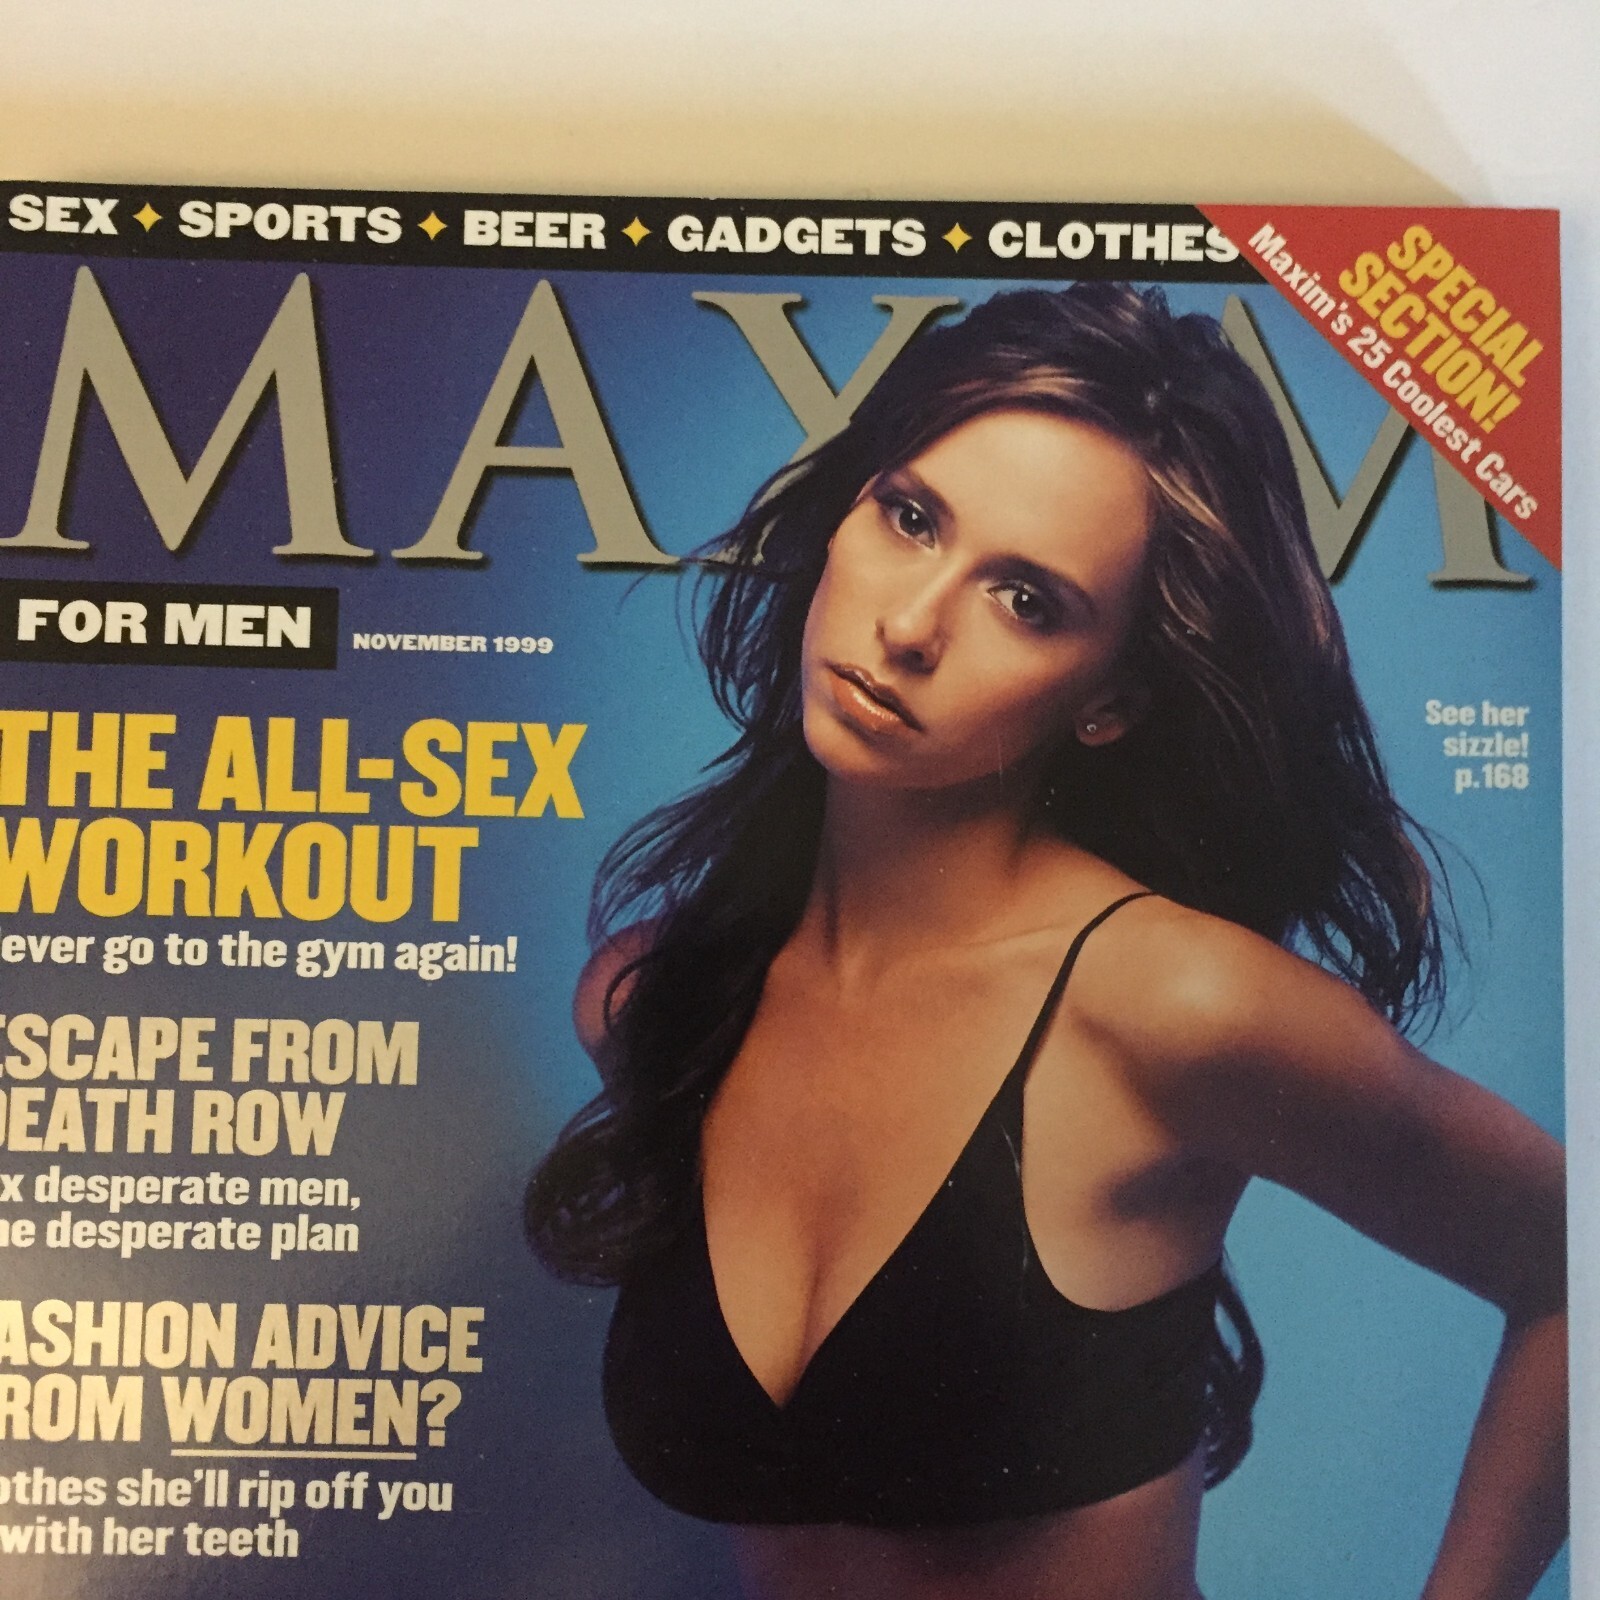 SEX ✦ SPORTS ✦ BEER ✦ GADGETS ✦ CLOTHES
SPECIAL
SECTION!
Maxim's 25 Coolest Cars
MAXIM
FOR MEN
NOVEMBER 1999
See her
sizzle!
p.168
THE ALL-SEX
WORKOUT
ever go to the gym again!
ESCAPE FROM
DEATH ROW
x desperate men,
ne desperate plan
ASHION ADVICE
ROM WOMEN?
othes she'll rip off you
with her teeth